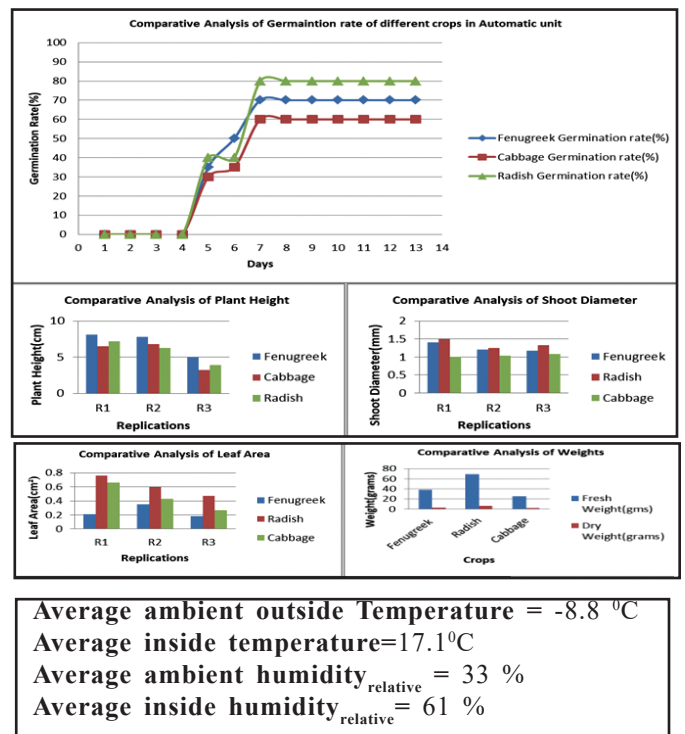 Comparative Analysis of Germaintion rate of different crops in Automatic unit
Germination Rate(%)
100
90
80
70
60
50
40
30
20
10
0
0 1 2 3 4 5 6 7 8 9 10 11 12 13 14
Days
Fenugreek Germination rate(%)
Cabbage Germination rate(%)
Radish Germination rate(%)
Comparative Analysis of Plant Height
Plant Height(cm)
10
5
0
R1 R2 R3
Replications
Fenugreek
Cabbage
Radish
Comparative Analysis of Shoot Diameter
Shoot Diameter(mm)
2
1.5
1
0.5
0
R1 R2 R3
Replications
Fenugreek
Radish
Cabbage
Comparative Analysis of Leaf Area
Leaf Area(cm²)
0.8
0.6
0.4
0.2
0
R1 R2 R3
Replications
Fenugreek
Radish
Cabbage
Comparative Analysis of Weights
Weight(grams)
80
60
40
20
0
Fenugreek Radish Cabbage
Crops
Fresh
Weight(gms)
Dry
Weight(grams)
Average ambient outside Temperature = -8.8 ⁰C
Average inside temperature=17.1⁰C
Average ambient humidity relative = 33 %
Average inside humidity relative= 61 %